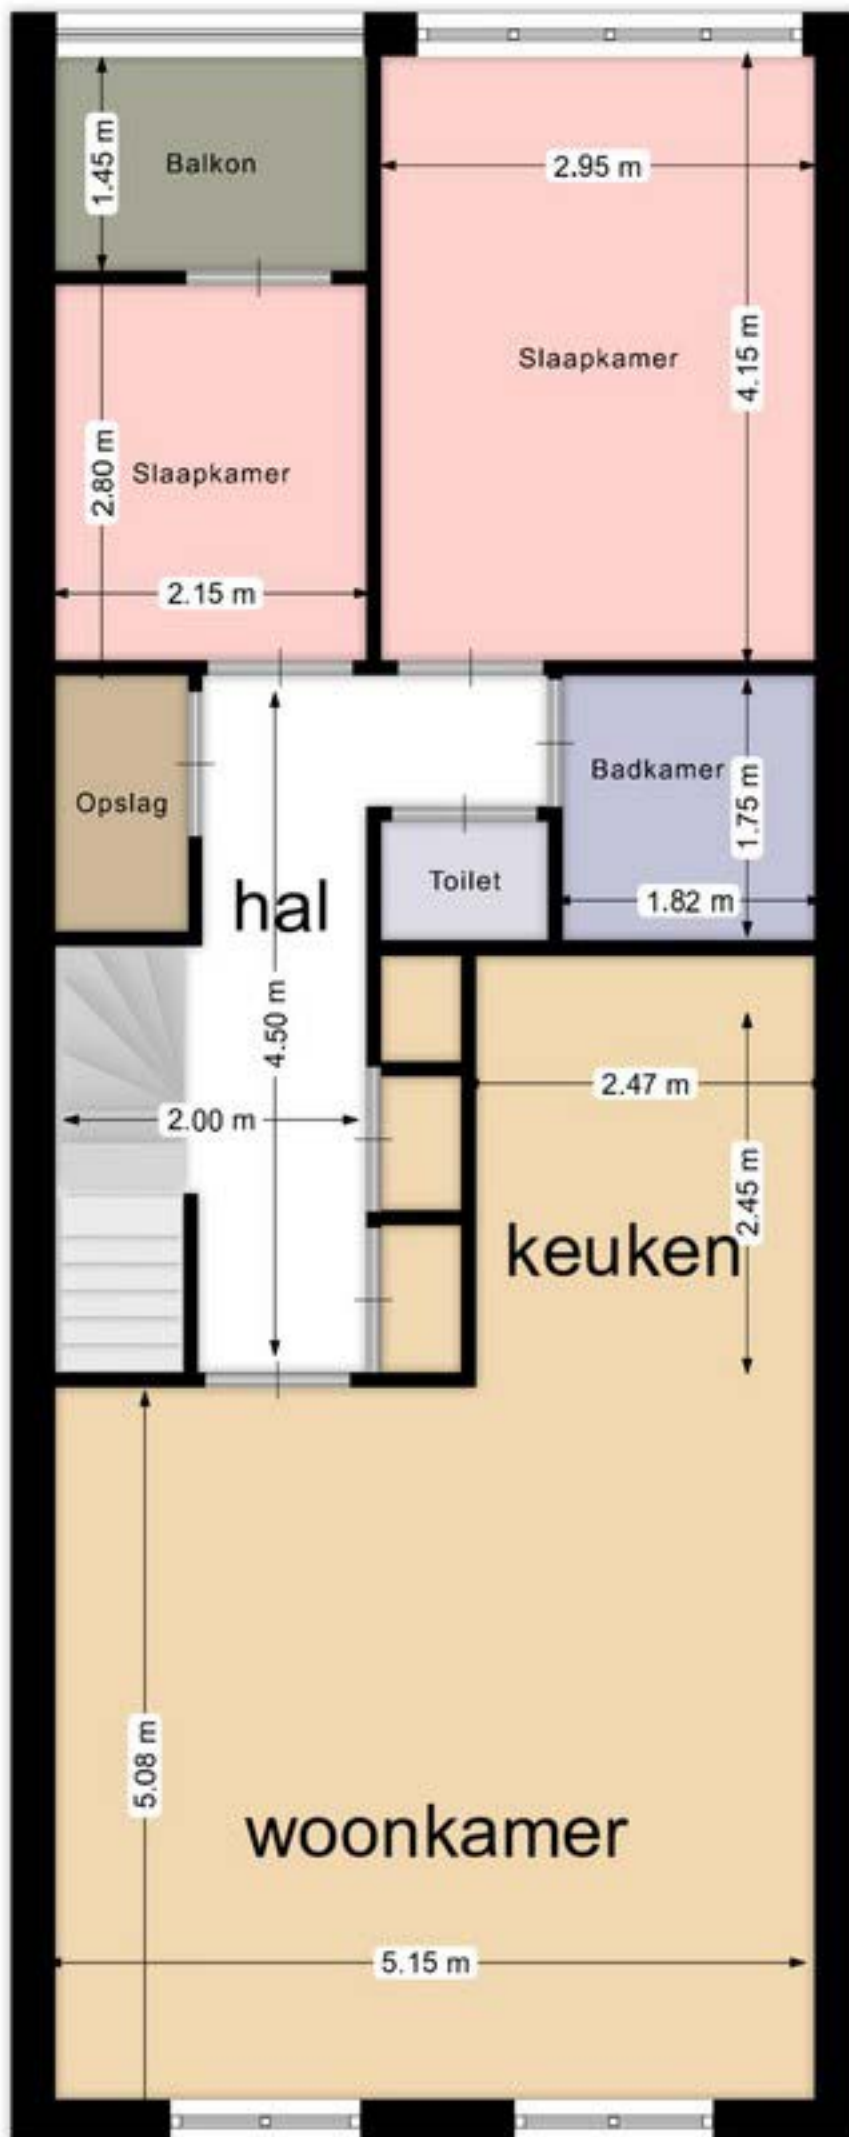 Balkon
1.45 m
2.95 m
Slaapkamer
4.15 m
Slaapkamer
2.80 m
2.15 m
Opslag
Badkamer
1.75 m
Toilet
1.82 m
hal
4.50 m
2.00 m
2.47 m
2.45 m
keuken
5.08 m
woonkamer
5.15 m